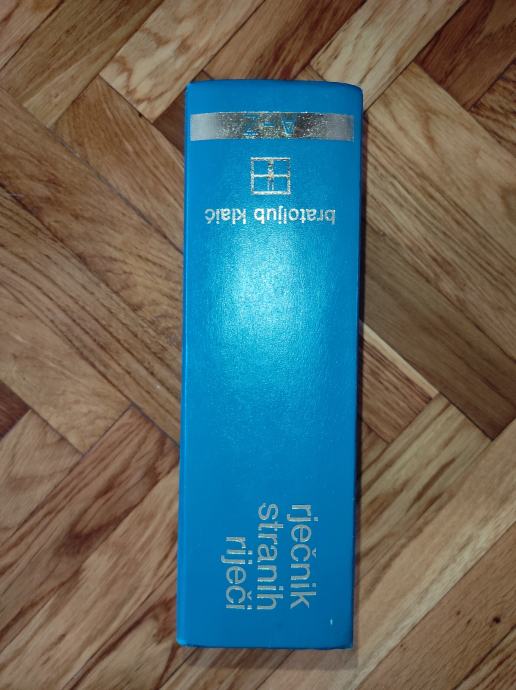 rječnik
stranih
riječi
bratoljub klaić
A - Ž